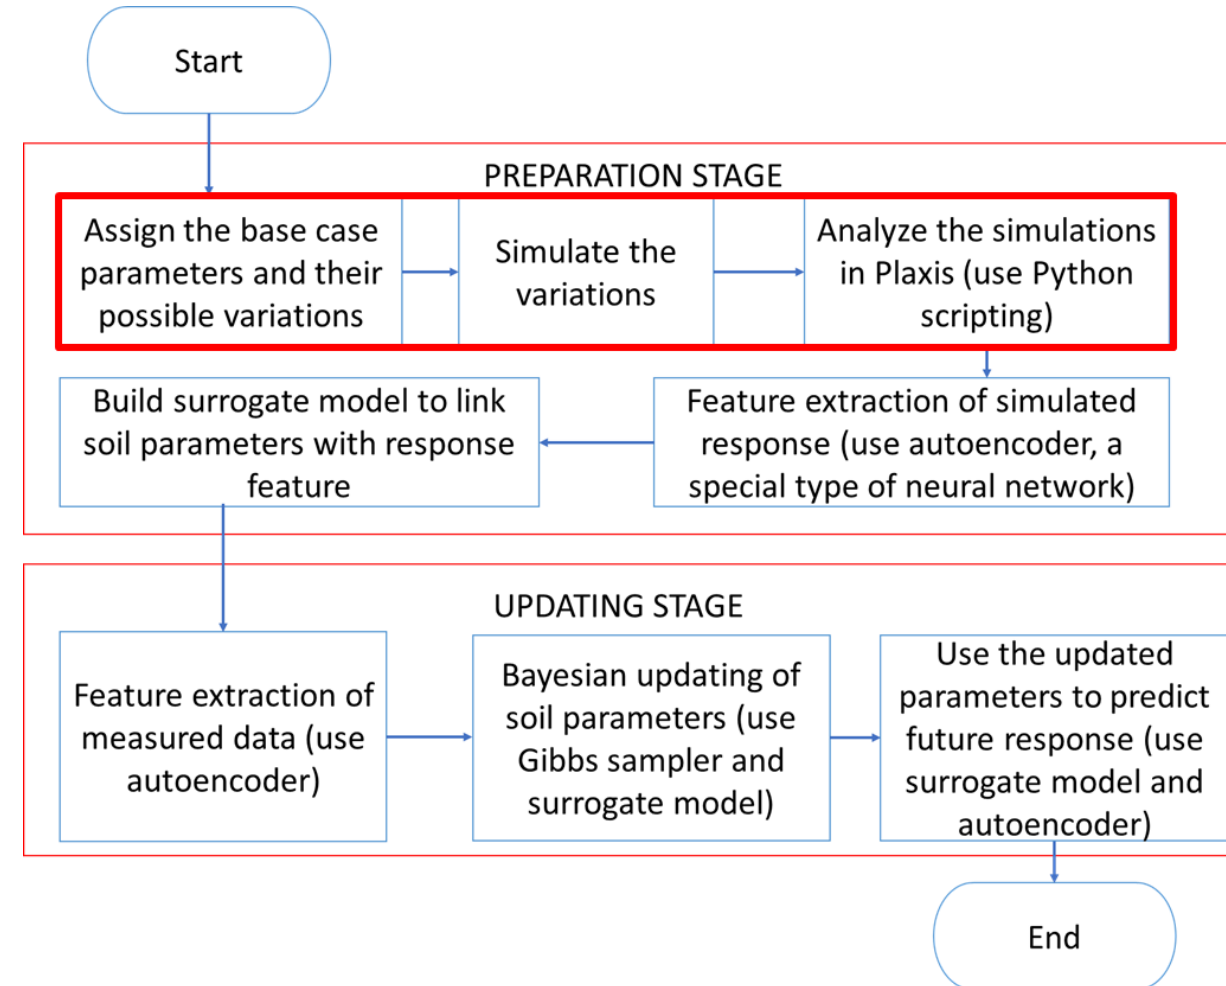 Start
PREPARATION STAGE
Assign the base case
parameters and their
possible variations
Simulate the
variations
Analyze the simulations
in Plaxis (use Python
scripting)
Feature extraction of simulated
response (use autoencoder, a
special type of neural network)
Build surrogate model to link
soil parameters with response
feature
UPDATING STAGE
Feature extraction of
measured data (use
autoencoder)
Bayesian updating of
soil parameters (use
Gibbs sampler and
surrogate model)
Use the updated
parameters to predict
future response (use
surrogate model and
autoencoder)
End